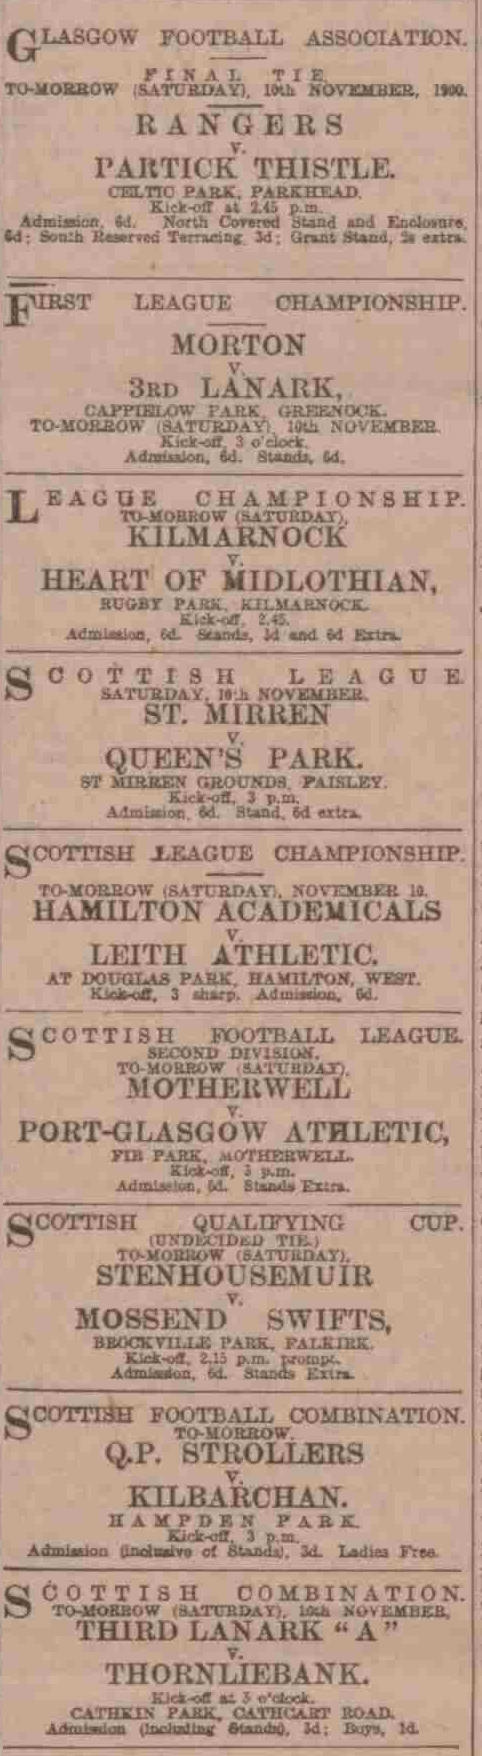 GLASGOW FOOTBALL ASSOCIATION.
FINAL TIE,
TO-MORROW (SATURDAY), 10th NOVEMBER, 1900.
RANGERS
v.
PARTICK THISTLE.
CELTIC PARK, PARKHEAD.
Kick-off at 2.45 p.m.
Admission, 6d. North Covered Stand and Enclosure,
6d; South Reserved Terracing, 3d; Grant Stand, 2s extra.
FIRST LEAGUE CHAMPIONSHIP.
MORTON
v.
3RD LANARK,
CAPPIELOW PARK, GREENOCK.
TO-MORROW (SATURDAY), 10th NOVEMBER.
Kick-off, 3 o'clock.
Admission, 6d. Stands, 6d.
LEAGUE CHAMPIONSHIP.
TO-MORROW (SATURDAY),
KILMARNOCK
v.
HEART OF MIDLOTHIAN,
RUGBY PARK, KILMARNOCK.
Kick-off, 2.45.
Admission, 6d. Stands, 3d and 6d Extra.
SCOTTISH LEAGUE
SATURDAY, 10th NOVEMBER.
ST. MIRREN
v.
QUEEN'S PARK.
ST MIRREN GROUNDS, PAISLEY.
Kick-off, 3 p.m.
Admission, 6d. Stand, 6d extra.
SCOTTISH LEAGUE CHAMPIONSHIP.
TO-MORROW (SATURDAY), NOVEMBER 10.
HAMILTON ACADEMICALS
v.
LEITH ATHLETIC.
AT DOUGLAS PARK, HAMILTON, WEST.
Kick-off, 3 sharp. Admission, 6d.
SCOTTISH FOOTBALL LEAGUE.
SECOND DIVISION.
TO-MORROW (SATURDAY).
MOTHERWELL
v.
PORT-GLASGOW ATHLETIC,
FIR PARK, MOTHERWELL.
Kick-off, 3 p.m.
Admission, 6d. Stands Extra.
SCOTTISH QUALIFYING CUP.
(UNDECIDED TIE.)
TO-MORROW (SATURDAY),
STENHOUSEMUIR
v.
MOSSEND SWIFTS,
BROCKVILLE PARK, FALKIRK.
Kick-off, 2.15 p.m. prompt.
Admission, 6d. Stands Extra.
SCOTTISH FOOTBALL COMBINATION.
TO-MORROW.
Q.P. STROLLERS
v.
KILBARCHAN.
HAMPDEN PARK.
Kick-off, 3 p.m.
Admission (inclusive of Stands), 3d. Ladies Free.
SCOTTISH COMBINATION.
TO-MORROW (SATURDAY), 10th NOVEMBER,
THIRD LANARK "A"
v.
THORNLIEBANK.
Kick-off at 3 o'clock.
CATHKIN PARK, CATHCART ROAD.
Admission (including Stands), 3d; Boys, 1d.